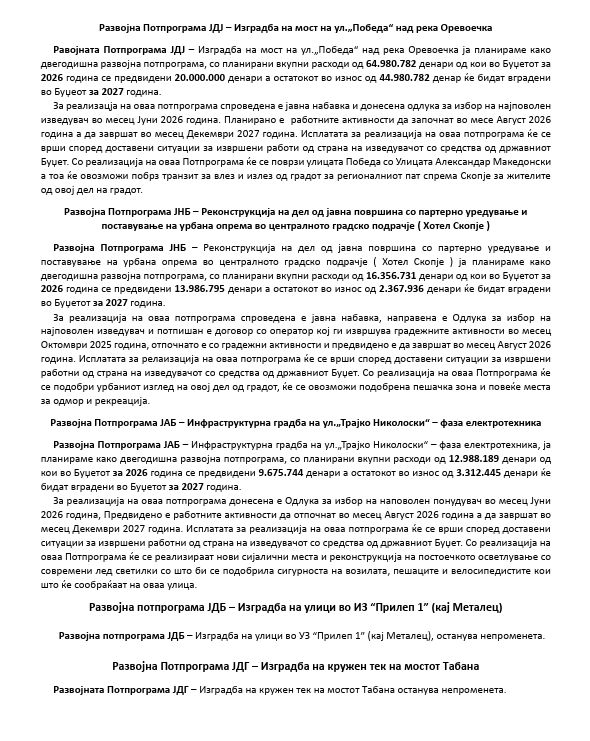 Развојна Потпрограма ЈДЈ – Изградба на мост на ул.„Победа“ над река Оревоечка
Равојната Потпрограма ЈДЈ – Изградба на мост на ул.„Победа“ над река Оревоечка ја планираме како
двегодишна развојна потпрограма, со планирани вкупни расходи од 64.980.782 денари од кои во Буџетот за
2026 година се предвидени 20.000.000 денари а остатокот во износ од 44.980.782 денар ќе бидат вградени
во Буџеот за 2027 година.
За реализација на оваа потпрограма спроведена е јавна набавка и донесена одлука за избор на најповолен
изведувач во месец Јуни 2026 година. Планирано е работните активности да започнат во месе Август 2026
година а да завршат во месец Декември 2027 година. Исплатата за реализација на оваа потпрограма ќе се
врши според доставени ситуации за извршени работи од страна на изведувачот со средства од државниот
Буџет. Со реализација на оваа Потпрограма ќе се поврзи улицата Победа со Улицата Александар Македонски
а тоа ќе овозможи побрз транзит за влез и излез од градот за регионалниот пат спрема Скопје за жителите
од овој дел на градот.
Развојна Потпрограма ЈНБ – Реконструкција на дел од јавна површина со партерно уредување и
поставување на урбана опрема во централното градско подрачје ( Хотел Скопје )
Развојна Потпрограма ЈНБ – Реконструкција на дел од јавна површина со партерно уредување и
поставување на урбана опрема во централното градско подрачје ( Хотел Скопје ) ја планираме како
двегодишна развојна потпрограма, со планирани вкупни расходи од 16.356.731 денари од кои во Буџетот за
2026 година се предвидени 13.986.795 денари а остатокот во износ од 2.367.936 денари ќе бидат вградени
во Буџетот за 2027 година.
За реализација на оваа потпрограма спроведена е јавна набавка, направена е Одлука за избор на
најповолен изведувач и потпишан е договор со оператор кој ги извршува градежните активности во месец
Октомври 2025 година, отпочнато е со градежни активности и предвидено е да завршат во месец Август 2026
година. Исплатата за релаизација на оваа потпрограма ќе се врши според доставени ситуации за извршени
работни од страна на изведувачот со средства од државниот Буџет. Со реализација на оваа Потпрограма ќе
се подобри урбаниот изглед на овој дел од градот, ќе се овозможи подобрена пешачка зона и повеќе места
за одмор и рекреација.
Развојна Потпрограма ЈАБ – Инфраструктурна градба на ул.„Трајко Николоски“ – фаза електротехника
Развојна Потпрограма ЈАБ – Инфраструктурна градба на ул.„Трајко Николоски“ – фаза електротехника, ја
планираме како двегодишна развојна потпрограма, со планирани вкупни расходи од 12.988.189 денари од
кои во Буџетот за 2026 година се предвидени 9.675.744 денари а остатокот во износ од 3.312.445 денари ќе
бидат вградени во Буџетот за 2027 година.
За реализација на оваа потпрограма донесена е Одлука за избор на наповолен понудувач во месец Јуни
2026 година, Предвидено е работните активности да отпочнат во месец Август 2026 година а да завршат во
месец Декември 2027 година. Исплатата за реализација на оваа потпрограма ќе се врши според доставени
ситуации за извршени работни од страна на изведувачот со средства од државниот Буџет. Со реализација на
оваа Потпрограма ќе се реализираат нови сијалични места и реконструкција на постоечкото осветлување со
современи лед светилки со што би се подобрила сигурноста на возилата, пешаците и велосипедистите кои
што ќе сообраќаат на оваа улица.
Развојна потпрограма ЈДБ – Изградба на улици во ИЗ “Прилеп 1” (кај Металец)
Развојна потпрограма ЈДБ – Изградба на улици во УЗ “Прилеп 1” (кај Металец), останува непроменета.
Развојна Потпрограма ЈДГ – Изградба на кружен тек на мостот Табана
Развојната Потпрограма ЈДГ – Изградба на кружен тек на мостот Табана останува непроменета.